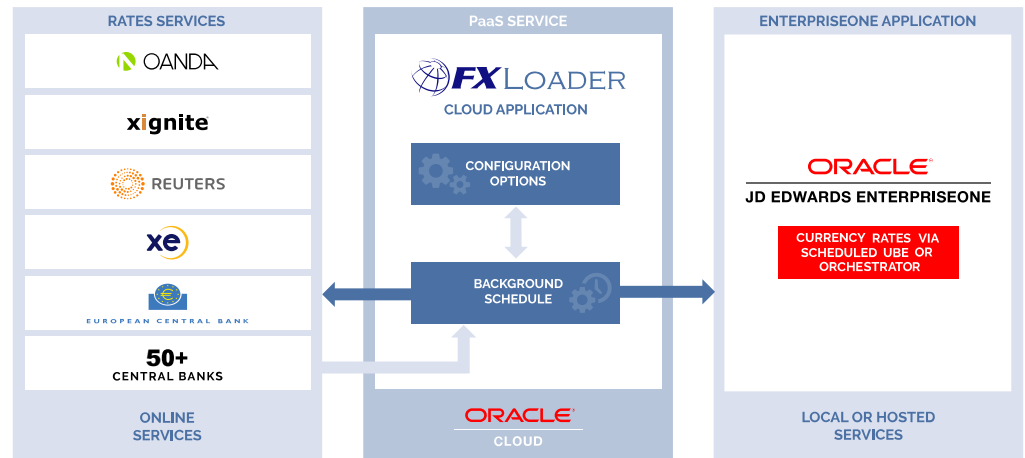 RATES SERVICES
OANDA
xignite
REUTERS
xe
EUROPEAN CENTRAL BANK
50+
CENTRAL BANKS
ONLINE
SERVICES
PaaS SERVICE
FXLOADER
CLOUD APPLICATION
CONFIGURATION
OPTIONS
BACKGROUND
SCHEDULE
ORACLE
CLOUD
ENTERPRISEONE APPLICATION
ORACLE
JD EDWARDS ENTERPRISEONE
CURRENCY RATES VIA
SCHEDULED UBE OR
ORCHESTRATOR
LOCAL OR HOSTED
SERVICES